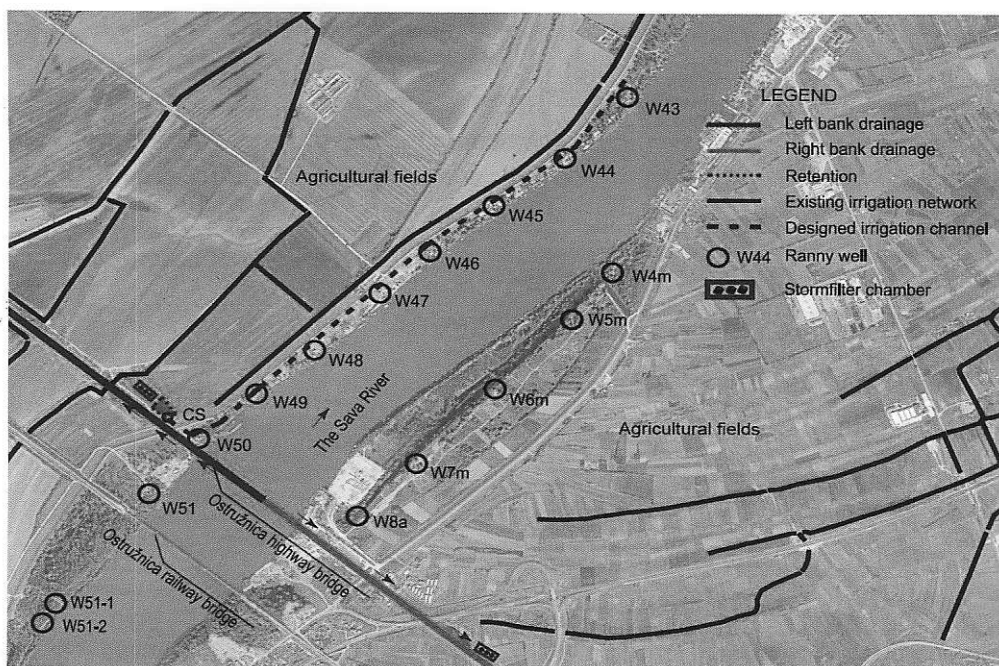 W43
LEGEND
Left bank drainage
W44
Right bank drainage
Agricultural fields
Retention
W45
Existing irrigation network
Designed irrigation channel
W46
W44 Ranny well
W4m
Stormfilter chamber
W47
W5m
W48
W6m
W49
The Sava River
CS
Agricultural fields
W50
W7m
W51
W8a
Ostružnica highway bridge
Ostružnica railway bridge
W51-1
W51-2